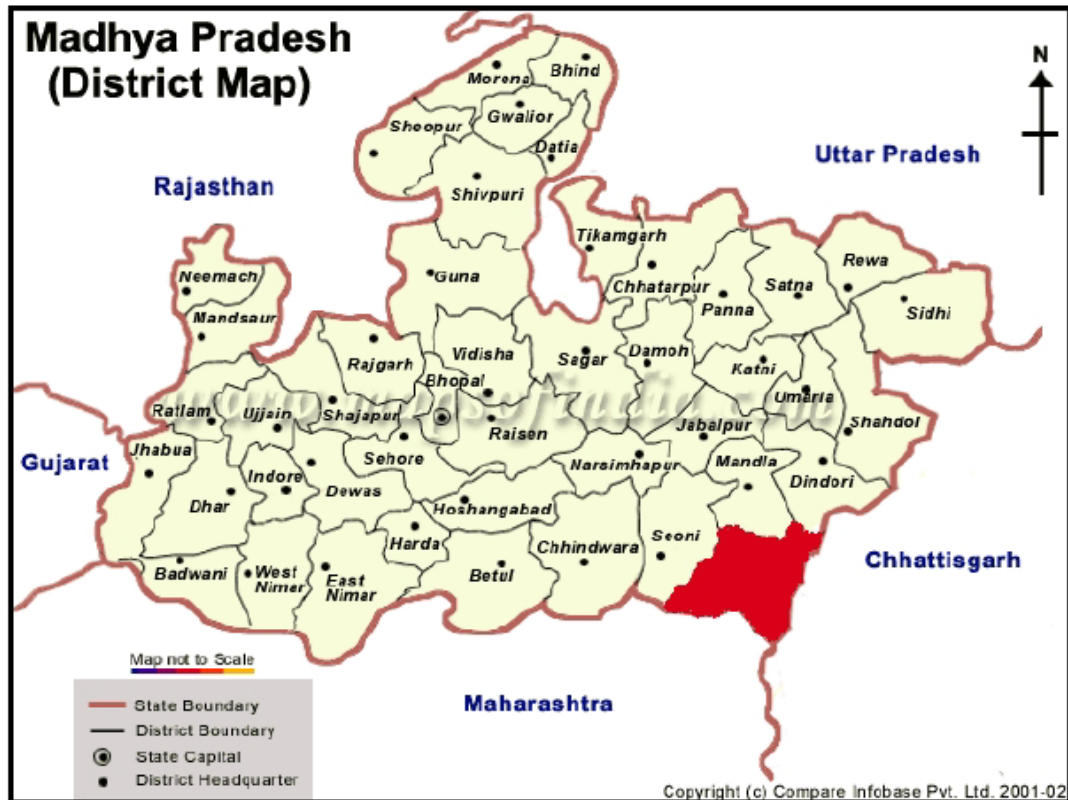 Madhya Pradesh
(District Map)
N
Morena
Bhind
Gwalior
Sheopur
Datia
Uttar Pradesh
Rajasthan
Shivpuri
Tikamgarh
Rewa
Neemach
Guna
Chhatarpur
Satna
Panna
Sidhi
Mandsaur
Vidisha
Sagar
Damoh
Rajgarh
Katni
Bhopal
Umaria
www.mapsofindia.com
Ratlam
Ujjain
Shajapur
Raisen
Jabalpur
Shahdol
Gujarat
Jhabua
Sehore
Narsimhapur
Mandla
Indore
Dewas
Dindori
Dhar
Hoshangabad
Harda
Chhindwara
Seoni
Chhattisgarh
Badwani
West
Nimar
East
Nimar
Betul
Map not to Scale
Maharashtra
State Boundary
District Boundary
State Capital
District Headquarter
Copyright (c) Compare Infobase Pvt. Ltd. 2001-02